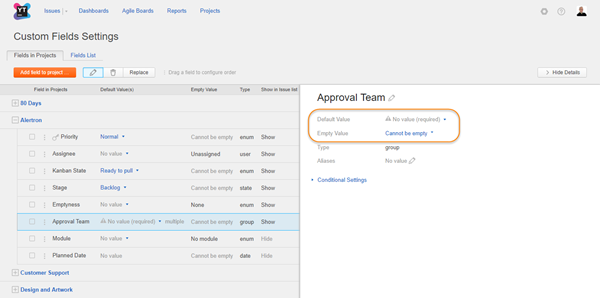 YT
Issues Dashboards Agile Boards Reports Projects
Custom Fields Settings
Fields in Projects Fields List
Add field to project ... Replace Drag a field to configure order Hide Details
Field in Projects Default Value(s) Empty Value Type Show in issue list
80 Days
Alertron
Priority Normal Cannot be empty enum Show
Assignee No value Unassigned user Show
Kanban State Ready to pull Cannot be empty enum Show
Stage Backlog Cannot be empty state Show
Emptyness No value None enum Show
Approval Team No value (required) multiple Cannot be empty group Show
Module No value No module enum Hide
Planned Date No value Cannot be empty date Hide
Customer Support
Design and Artwork
Approval Team
Default Value No value (required)
Empty Value Cannot be empty
Type group
Aliases No value
Conditional Settings